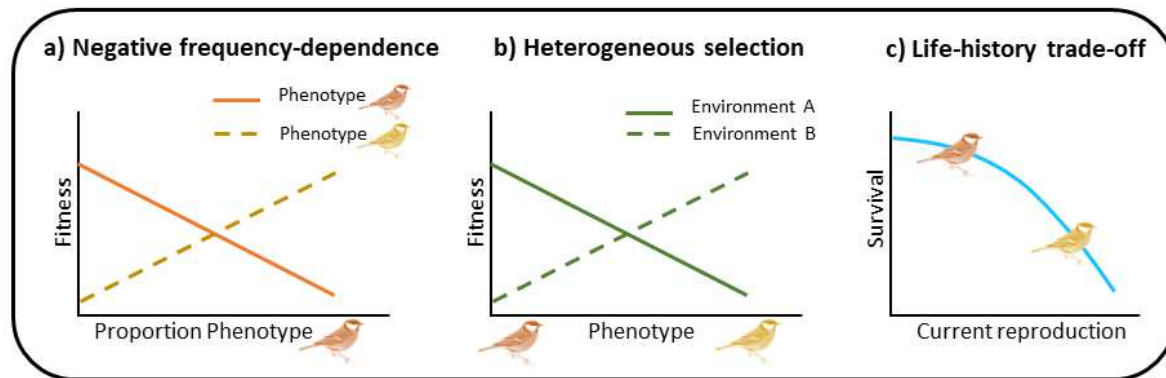 a) Negative frequency-dependence
Phenotype
Phenotype
Fitness
Proportion Phenotype
b) Heterogeneous selection
Environment A
Environment B
Fitness
Phenotype
c) Life-history trade-off
Survival
Current reproduction